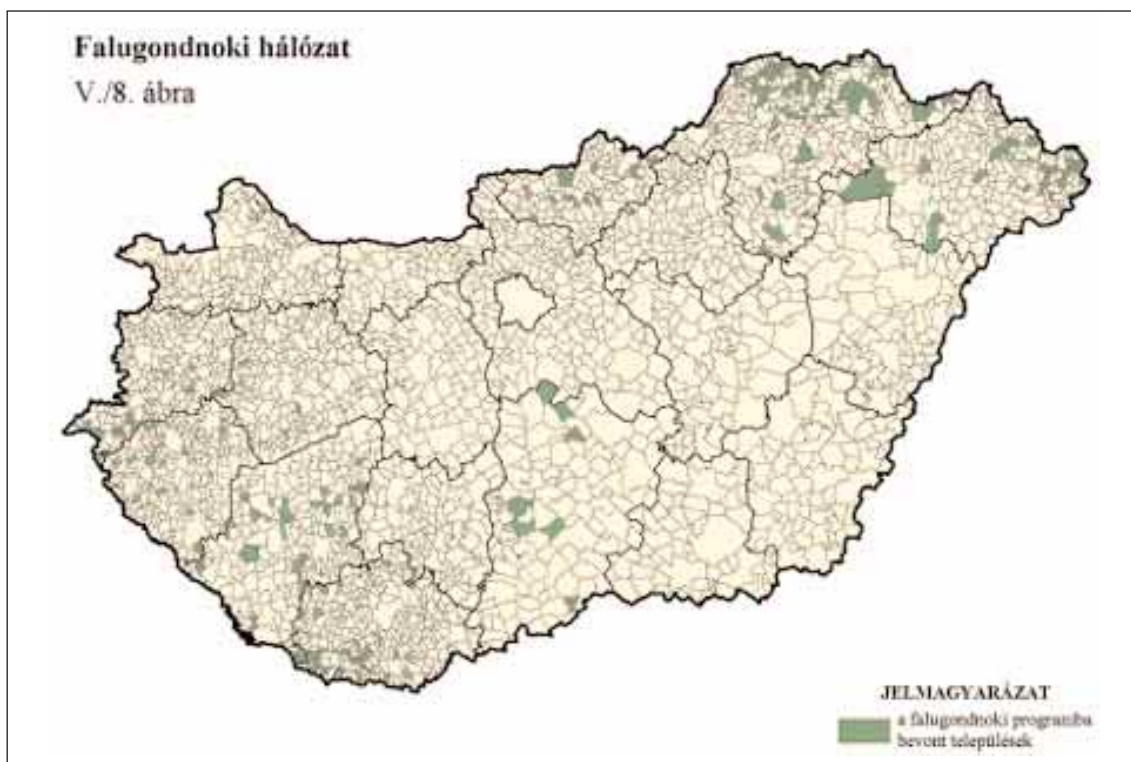 Falugondnoki hálózat
V./8. ábra
JELMAGYARÁZAT
a falugondnoki programba
bevont települések